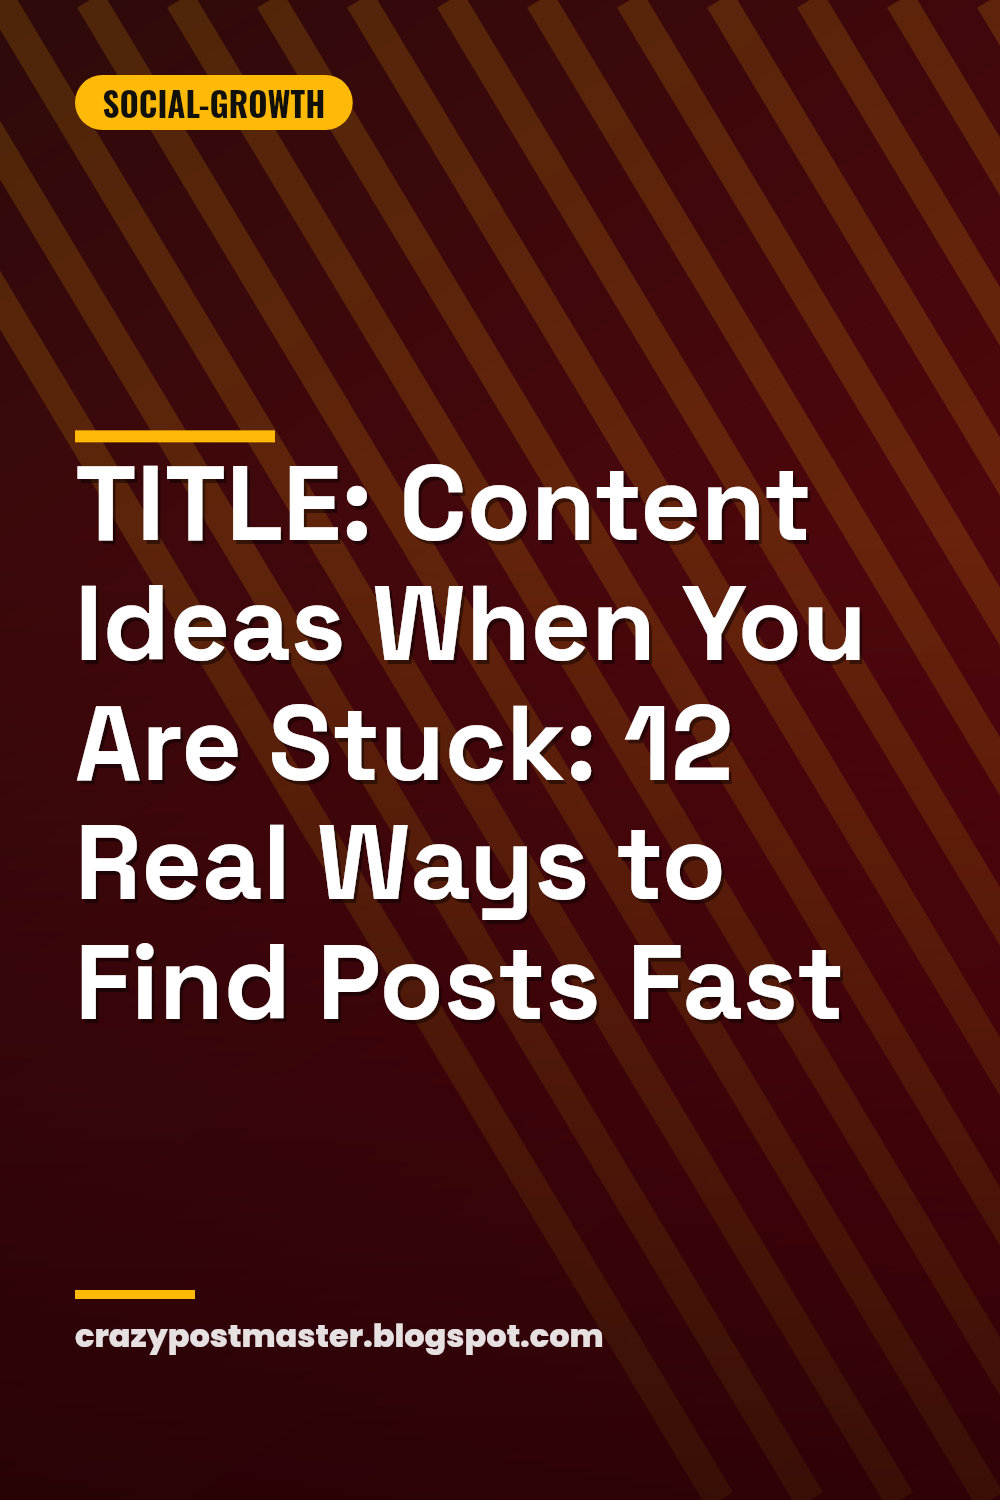 SOCIAL-GROWTH
TITLE: Content
Ideas When You
Are Stuck: 12
Real Ways to
Find Posts Fast
crazypostmaster.blogspot.com